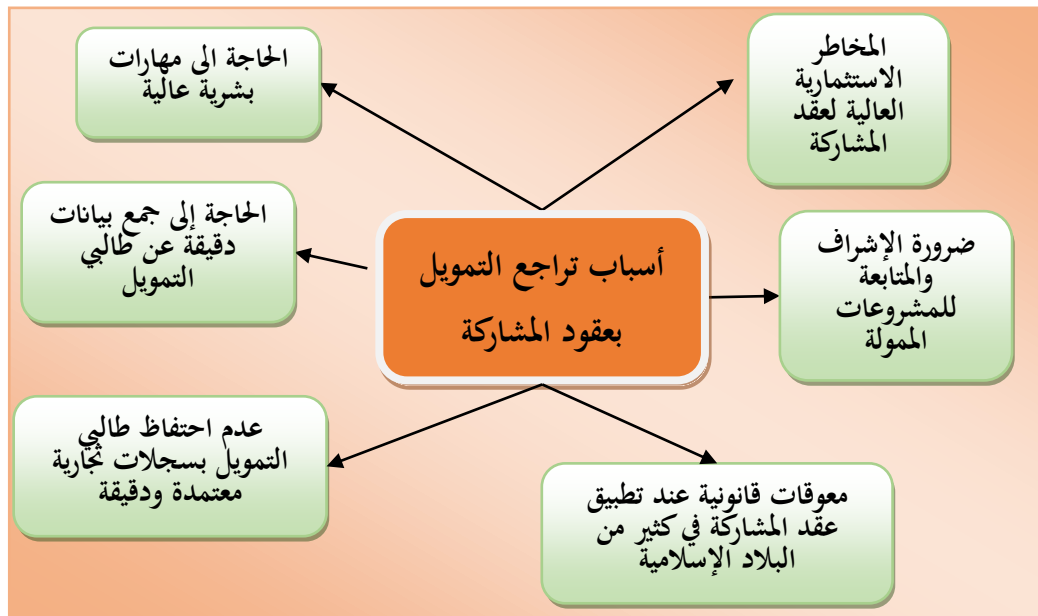 المخاطر
الاستثمارية
العالية لعقد
المشاركة
الحاجة الى مهارات
بشرية عالية
ضرورة الإشراف
والمتابعة
للمشروعات
الممولة
أسباب تراجع التمويل
بعقود المشاركة
الحاجة إلى جمع بيانات
دقيقة عن طالبي
التمويل
معوقات قانونية عند تطبيق
عقد المشاركة في كثير من
البلاد الإسلامية
عدم احتفاظ طالبي
التمويل بسجلات تجارية
معتمدة ودقيقة